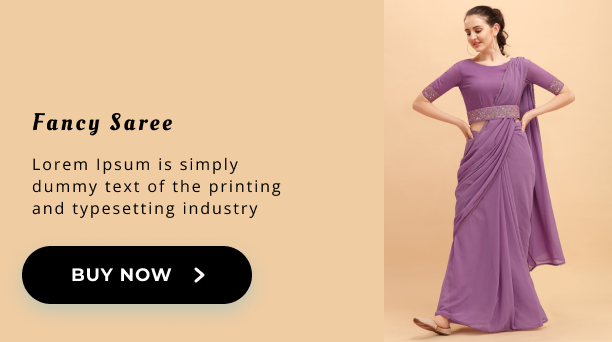 Fancy Saree
Lorem Ipsum is simply
dummy text of the printing
and typesetting industry
BUY NOW